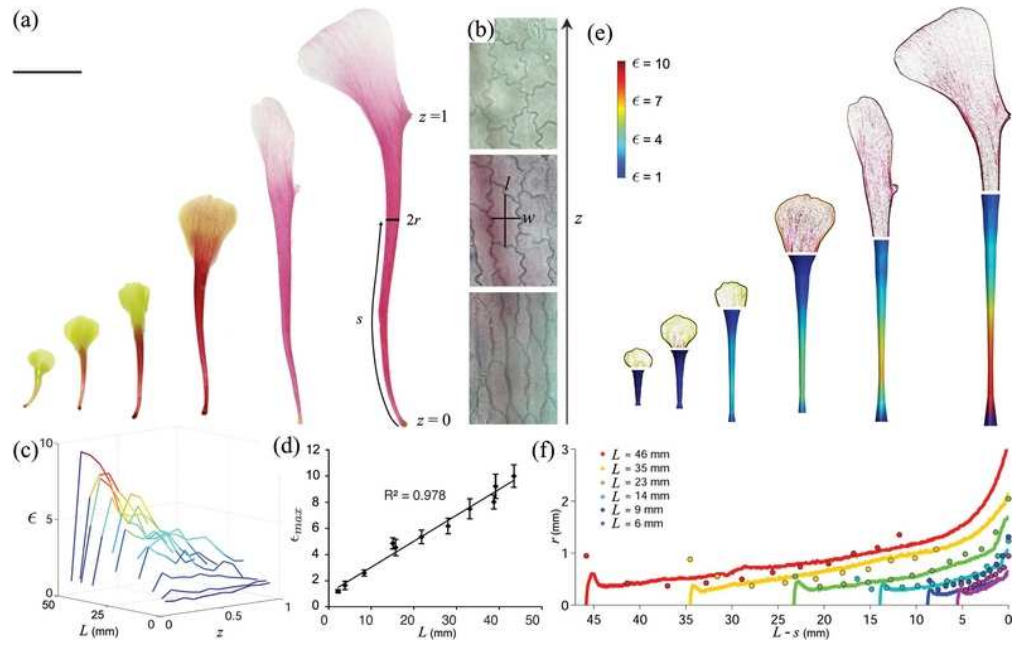 (a)
z=1
2r
s
z=0
(b)
l
w
z
(e)
ϵ = 10
ϵ = 7
ϵ = 4
ϵ = 1
(c)
10
ϵ
5
0
50
25
L (mm)
0
0
0.5
z
1
(d)
12
10
8
6
4
2
0
ϵmax
R² = 0.978
0
10
20
30
40
50
L (mm)
(f)
3
2
1
0
r (mm)
L = 46 mm
L = 35 mm
L = 23 mm
L = 14 mm
L = 9 mm
L = 6 mm
45
40
35
30
25
20
15
10
5
0
L - s (mm)